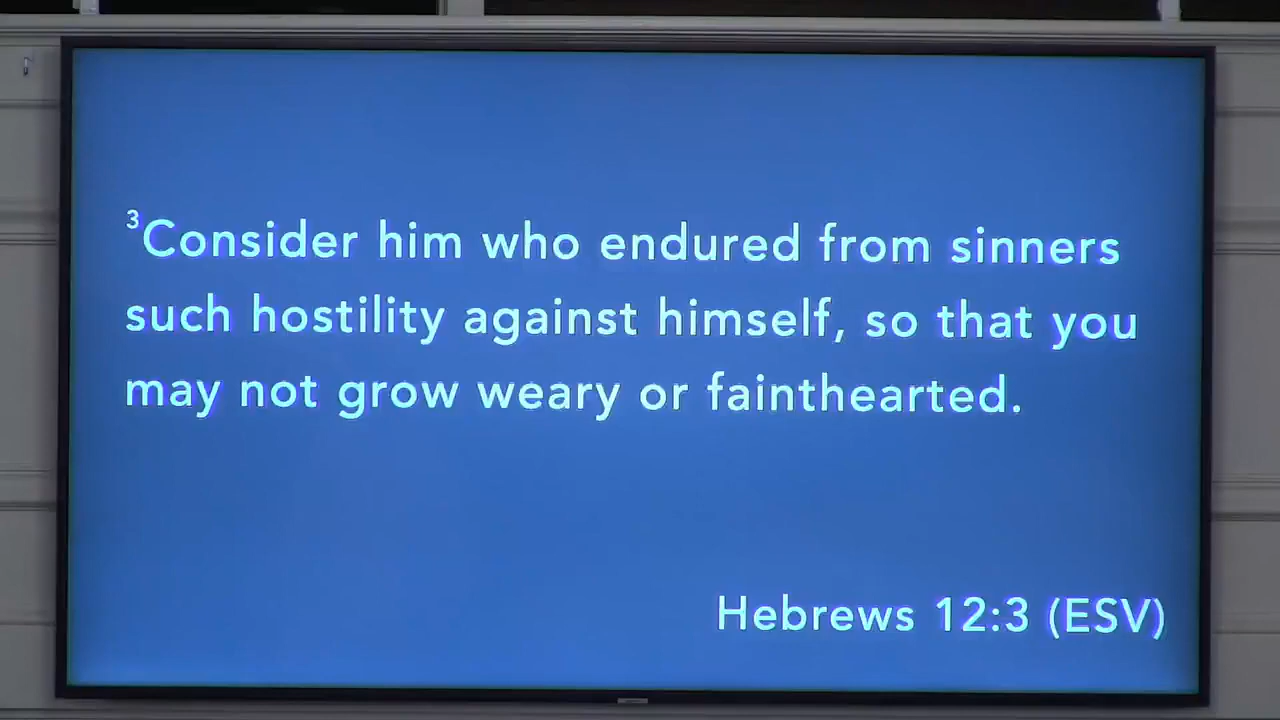 ³Consider him who endured from sinners
such hostility against himself, so that you
may not grow weary or fainthearted.
Hebrews 12:3 (ESV)